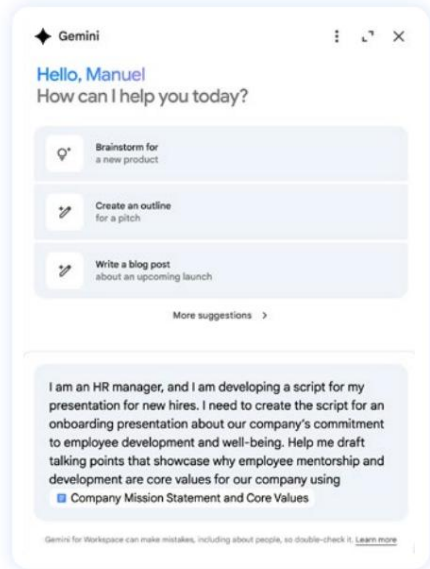 Gemini
Hello, Manuel
How can I help you today?
Brainstorm for
a new product
Create an outline
for a pitch
Write a blog post
about an upcoming launch
More suggestions >
I am an HR manager, and I am developing a script for my
presentation for new hires. I need to create the script for an
onboarding presentation about our company's commitment
to employee development and well-being. Help me draft
talking points that showcase why employee mentorship and
development are core values for our company using
Company Mission Statement and Core Values
Gemini for Workspace can make mistakes, including about people, so double-check it. Learn more